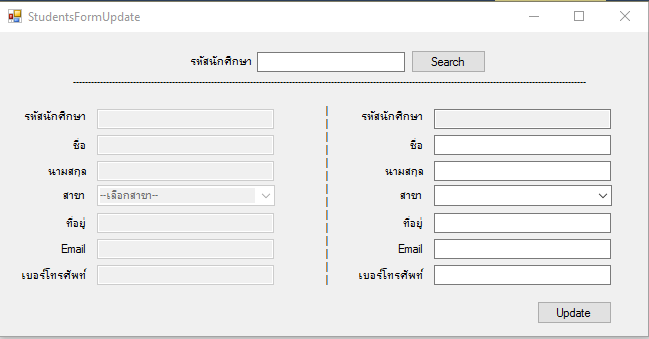 StudentsFormUpdate
รหัสนักศึกษา Search
รหัสนักศึกษา รหัสนักศึกษา
ชื่อ ชื่อ
นามสกุล นามสกุล
สาขา --เลือกสาขา-- สาขา
ที่อยู่ ที่อยู่
Email Email
เบอร์โทรศัพท์ เบอร์โทรศัพท์
Update